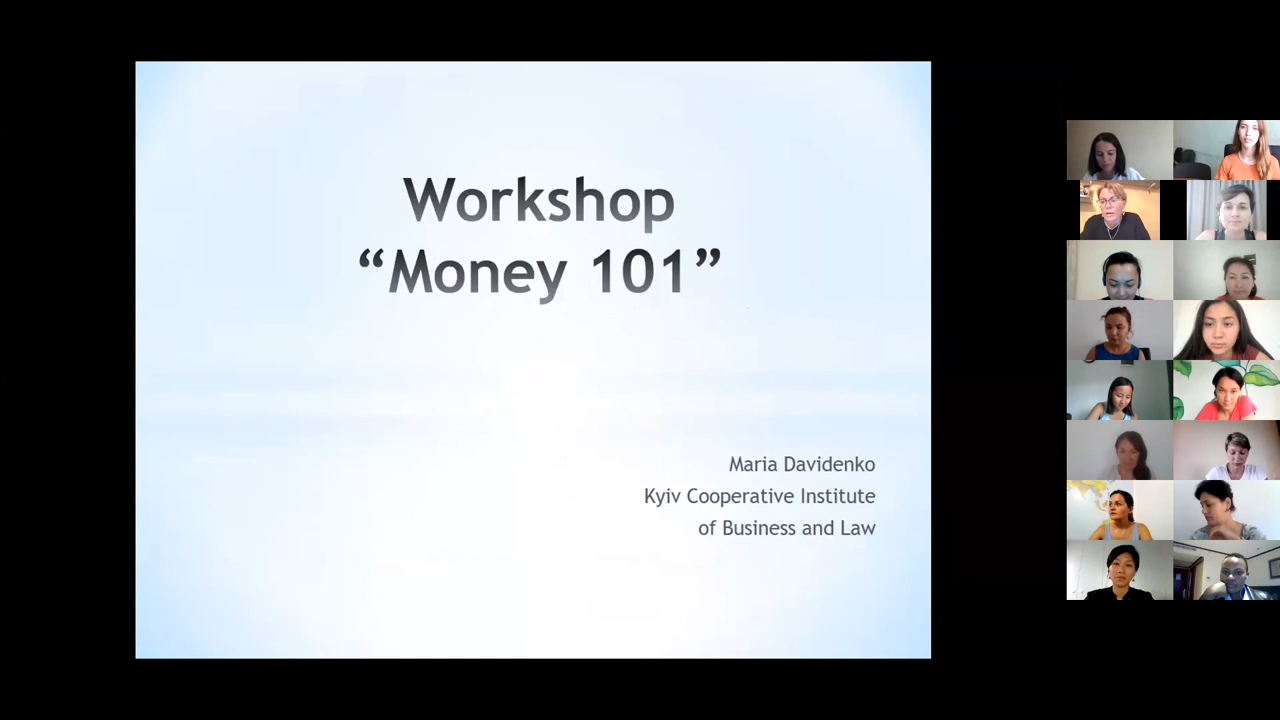 Workshop
“Money 101”
Maria Davidenko
Kyiv Cooperative Institute
of Business and Law